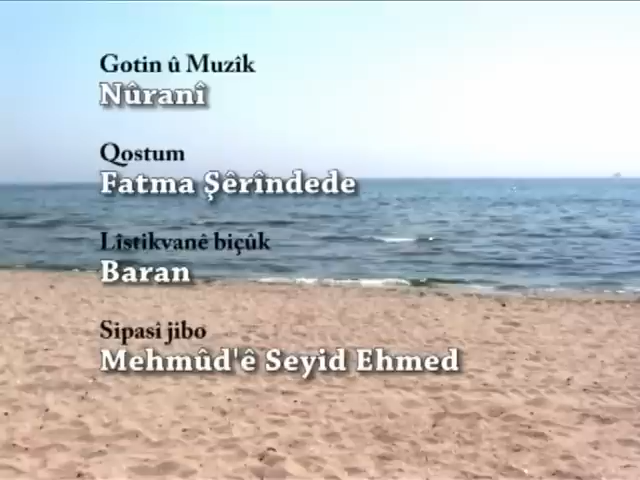 Gotin û Muzîk
Nûranî
Qostum
Fatma Şêrîndede
Lîstikvanê biçûk
Baran
Sipasî jibo
Mehmûd'ê Seyid Ehmed